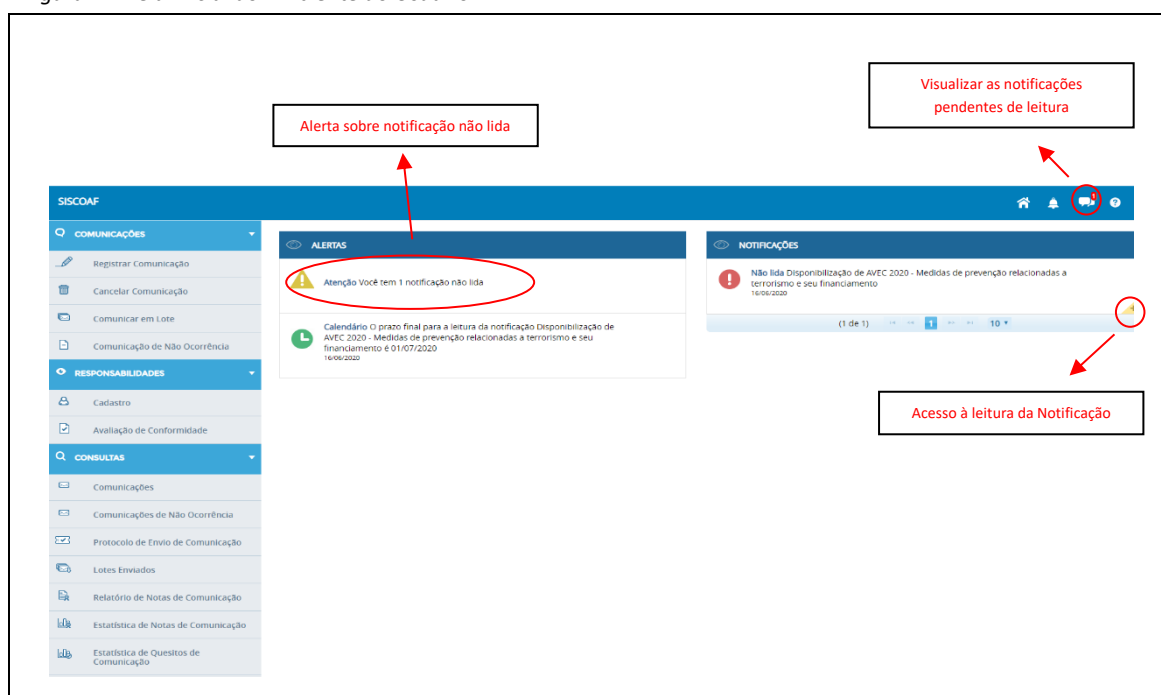 Visualizar as notificações
pendentes de leitura
Alerta sobre notificação não lida
SISCOAF
COMUNICAÇÕES
Registrar Comunicação
Cancelar Comunicação
Comunicar em Lote
Comunicação de Não Ocorrência
RESPONSABILIDADES
Cadastro
Avaliação de Conformidade
CONSULTAS
Comunicações
Comunicações de Não Ocorrência
Protocolo de Envio de Comunicação
Lotes Enviados
Relatório de Notas de Comunicação
Estatística de Notas de Comunicação
Estatística de Quesitos de
Comunicação
ALERTAS
Atenção Você tem 1 notificação não lida
Calendário O prazo final para a leitura da notificação Disponibilização de
AVEC 2020 - Medidas de prevenção relacionadas a terrorismo e seu
financiamento é 01/07/2020
16/06/2020
NOTIFICAÇÕES
Não lida Disponibilização de AVEC 2020 - Medidas de prevenção relacionadas a
terrorismo e seu financiamento
16/06/2020
(1 de 1) 1 10
Acesso à leitura da Notificação